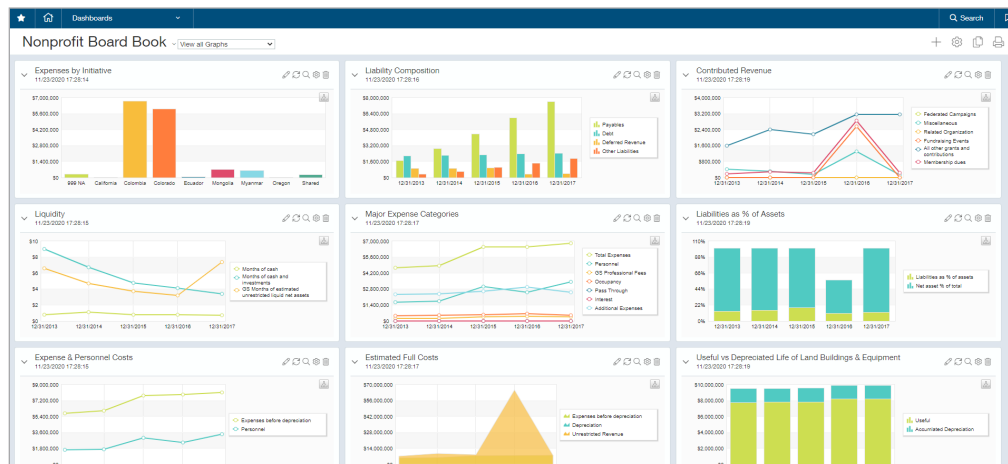 Dashboards
Search
Nonprofit Board Book - View all Graphs
Expenses by Initiative
11/23/2020 17:28:14
$7,000,000
$5,600,000
$4,200,000
$2,800,000
$1,400,000
$0
999 NA California Colombia Colorado Ecuador Mongolia Myanmar Oregon Shared
Liability Composition
11/23/2020 17:28:16
$8,000,000
$6,400,000
$4,800,000
$3,200,000
$1,600,000
$0
12/31/2013 12/31/2014 12/31/2015 12/31/2016 12/31/2017
Payables
Debt
Deferred Revenue
Other Liabilities
Contributed Revenue
11/23/2020 17:28:19
$4,000,000
$3,200,000
$2,400,000
$1,600,000
$800,000
$0
12/31/2013 12/31/2014 12/31/2015 12/31/2016 12/31/2017
Federated Campaigns
Miscellaneous
Related Organization
Fundraising Events
All other grants and
contributions
Membership dues
Liquidity
11/23/2020 17:28:15
$10
$8
$6
$4
$2
$0
12/31/2013 12/31/2014 12/31/2015 12/31/2016 12/31/2017
Months of cash
Months of cash and
investments
GS Months of estimated
unrestricted liquid net assets
Major Expense Categories
11/23/2020 17:28:17
$7,000,000
$5,600,000
$4,200,000
$2,800,000
$1,400,000
$0
12/31/2013 12/31/2014 12/31/2015 12/31/2016 12/31/2017
Total Expenses
Personnel
GS Professional Fees
Occupancy
Pass Through
Interest
Additional Expenses
Liabilities as % of Assets
11/23/2020 17:28:19
110%
88%
66%
44%
22%
0%
12/31/2013 12/31/2014 12/31/2015 12/31/2016 12/31/2017
Liabilities as % of assets
Net asset % of total
Expense & Personnel Costs
11/23/2020 17:28:15
$9,000,000
$7,200,000
$5,400,000
$3,600,000
$1,800,000
Expenses before depreciation
Personnel
Estimated Full Costs
11/23/2020 17:28:17
$70,000,000
$56,000,000
$42,000,000
$28,000,000
$14,000,000
Expenses before depreciation
Depreciation
Unrestricted Revenue
Useful vs Depreciated Life of Land Buildings & Equipment
11/23/2020 17:28:19
$10,000,000
$8,000,000
$6,000,000
$4,000,000
$2,000,000
Useful
Accumulated Depreciation